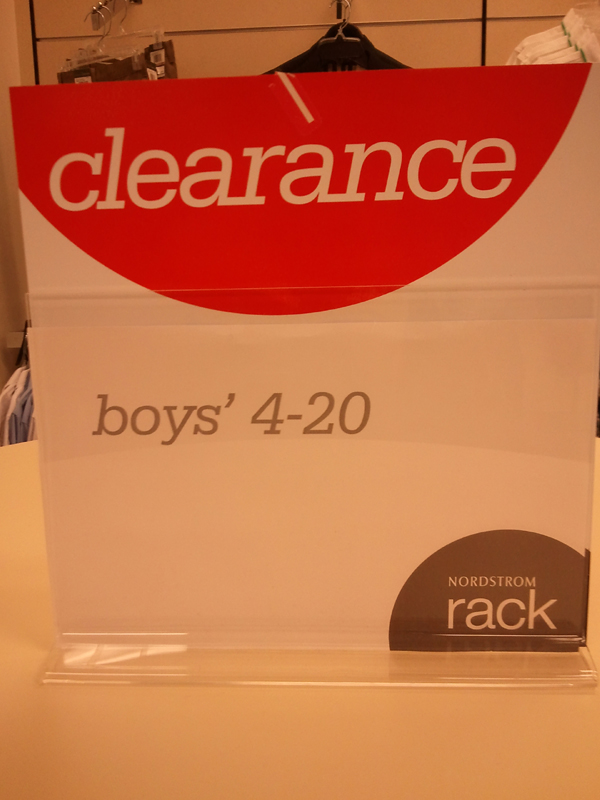 clearance
boys' 4-20
NORDSTROM
rack